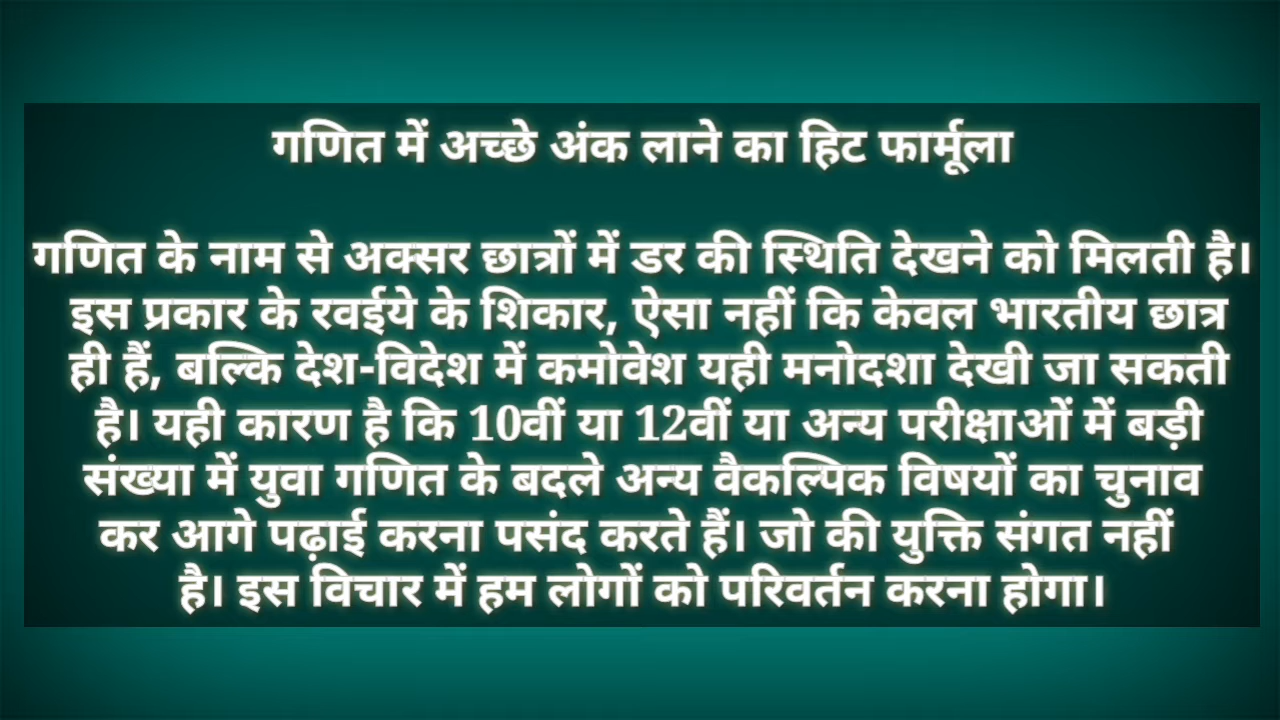 गणित में अच्छे अंक लाने का हिट फार्मूला
गणित के नाम से अक्सर छात्रों में डर की स्थिति देखने को मिलती है।
इस प्रकार के रवईये के शिकार, ऐसा नहीं कि केवल भारतीय छात्र
ही हैं, बल्कि देश-विदेश में कमोवेश यही मनोदशा देखी जा सकती
है। यही कारण है कि 10वीं या 12वीं या अन्य परीक्षाओं में बड़ी
संख्या में युवा गणित के बदले अन्य वैकल्पिक विषयों का चुनाव
कर आगे पढ़ाई करना पसंद करते हैं। जो की युक्ति संगत नहीं
है। इस विचार में हम लोगों को परिवर्तन करना होगा।